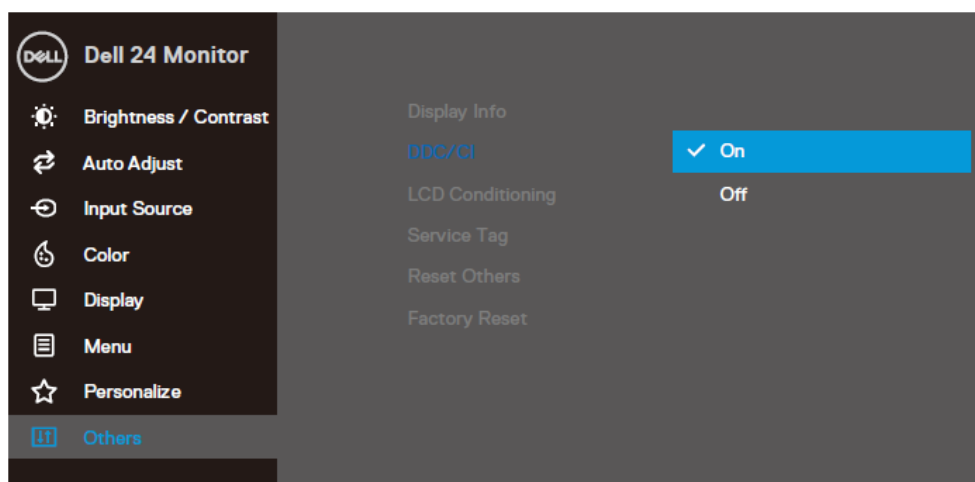 DELL Dell 24 Monitor
Brightness / Contrast
Auto Adjust
Input Source
Color
Display
Menu
Personalize
Others
Display Info
DDC/CI
LCD Conditioning
Service Tag
Reset Others
Factory Reset
On
Off